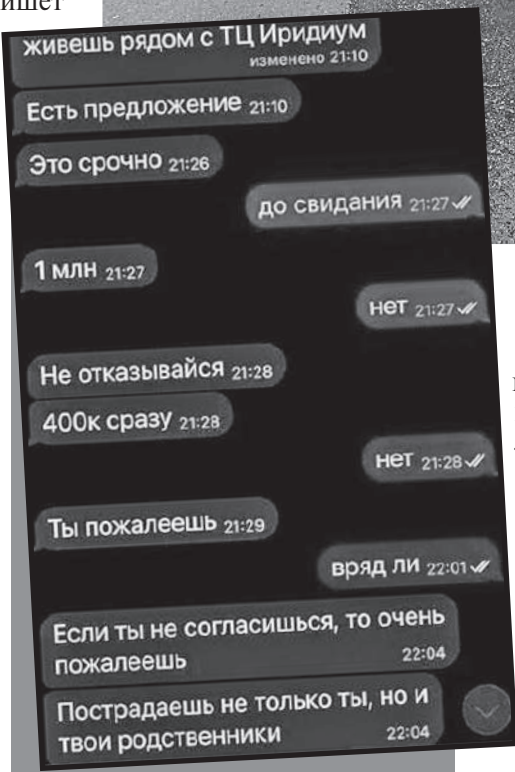 ишет
живешь рядом с ТЦ Иридиум
изменено 21:10
Есть предложение 21:10
Это срочно 21:26
до свидания 21:27
1 млн 21:27
нет 21:27
Не отказывайся 21:28
400к сразу 21:28
нет 21:28
Ты пожалеешь 21:29
вряд ли 22:01
Если ты не согласишься, то очень
пожалеешь 22:04
Пострадаешь не только ты, но и
твои родственники 22:04